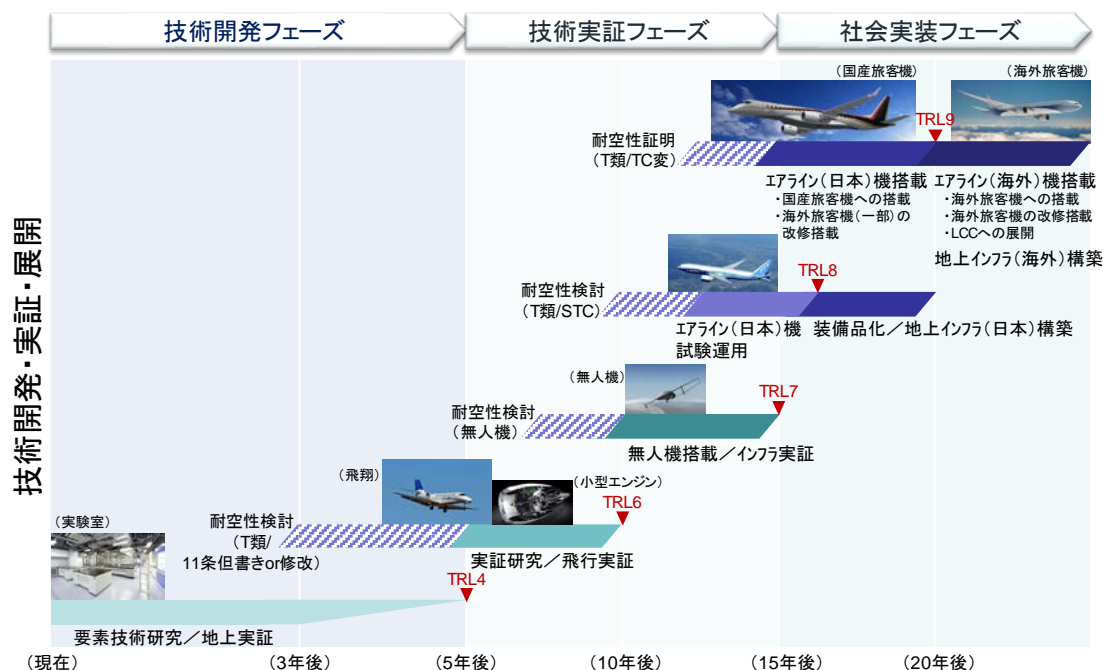 技術開発フェーズ
技術実証フェーズ
社会実装フェーズ
技術開発・実証・展開
(国産旅客機)
(海外旅客機)
TRL9
耐空性証明
(T類/TC変)
エアライン(日本)機搭載
・国産旅客機への搭載
・海外旅客機(一部)の
改修搭載
エアライン(海外)機搭載
・海外旅客機への搭載
・海外旅客機の改修搭載
・LCCへの展開
地上インフラ(海外)構築
TRL8
耐空性検討
(T類/STC)
エアライン(日本)機
試験運用
装備品化/地上インフラ(日本)構築
(無人機)
TRL7
耐空性検討
(無人機)
無人機搭載/インフラ実証
(飛翔)
(小型エンジン)
TRL6
耐空性検討
(T類/
11条但書きor修改)
実証研究/飛行実証
(実験室)
TRL4
要素技術研究/地上実証
(現在)
(3年後)
(5年後)
(10年後)
(15年後)
(20年後)